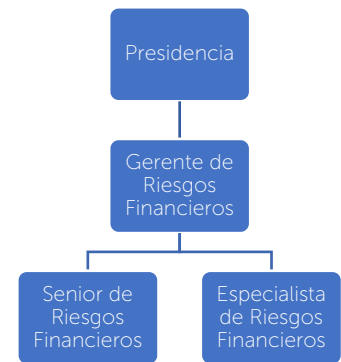 Presidencia
Gerente de
Riesgos
Financieros
Senior de
Riesgos
Financieros
Especialista
de Riesgos
Financieros